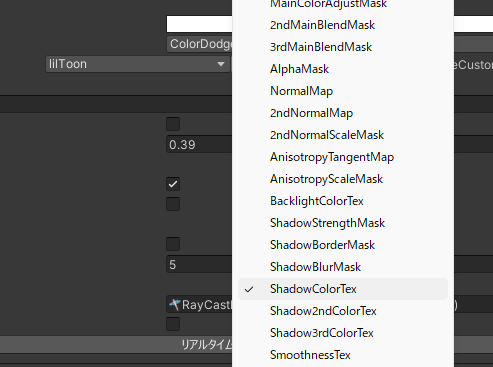 MainColorAdjustMask
2ndMainBlendMask
ColorDodge
3rdMainBlendMask
lilToon
AlphaMask
eCustom
NormalMap
2ndNormalMap
2ndNormalScaleMask
0.39
AnisotropyTangentMap
AnisotropyScaleMask
BacklightColorTex
ShadowStrengthMask
ShadowBorderMask
5
ShadowBlurMask
ShadowColorTex
RayCast
)
Shadow2ndColorTex
Shadow3rdColorTex
リアルタイム
SmoothnessTex